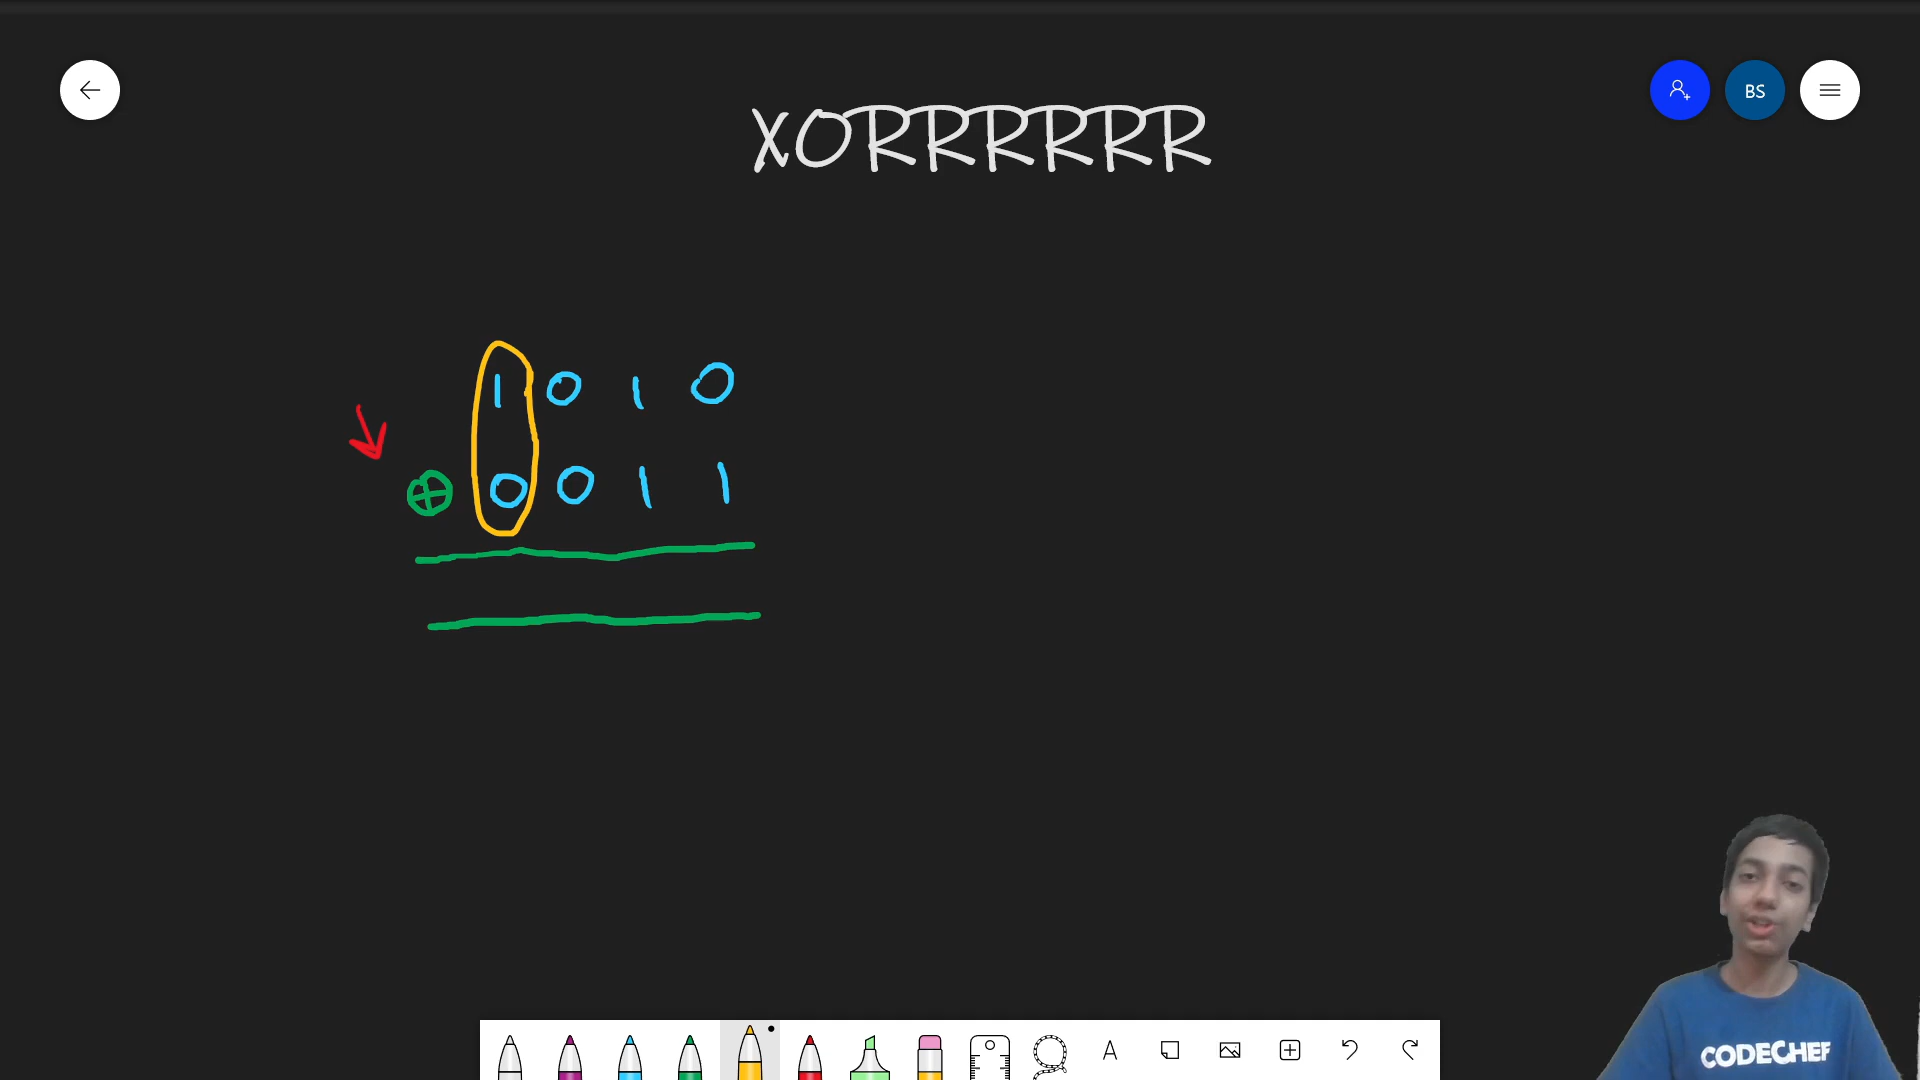 XORRRRRR
BS
1 0 1 0
⊕ 0 0 1 1
A
CODECHEF